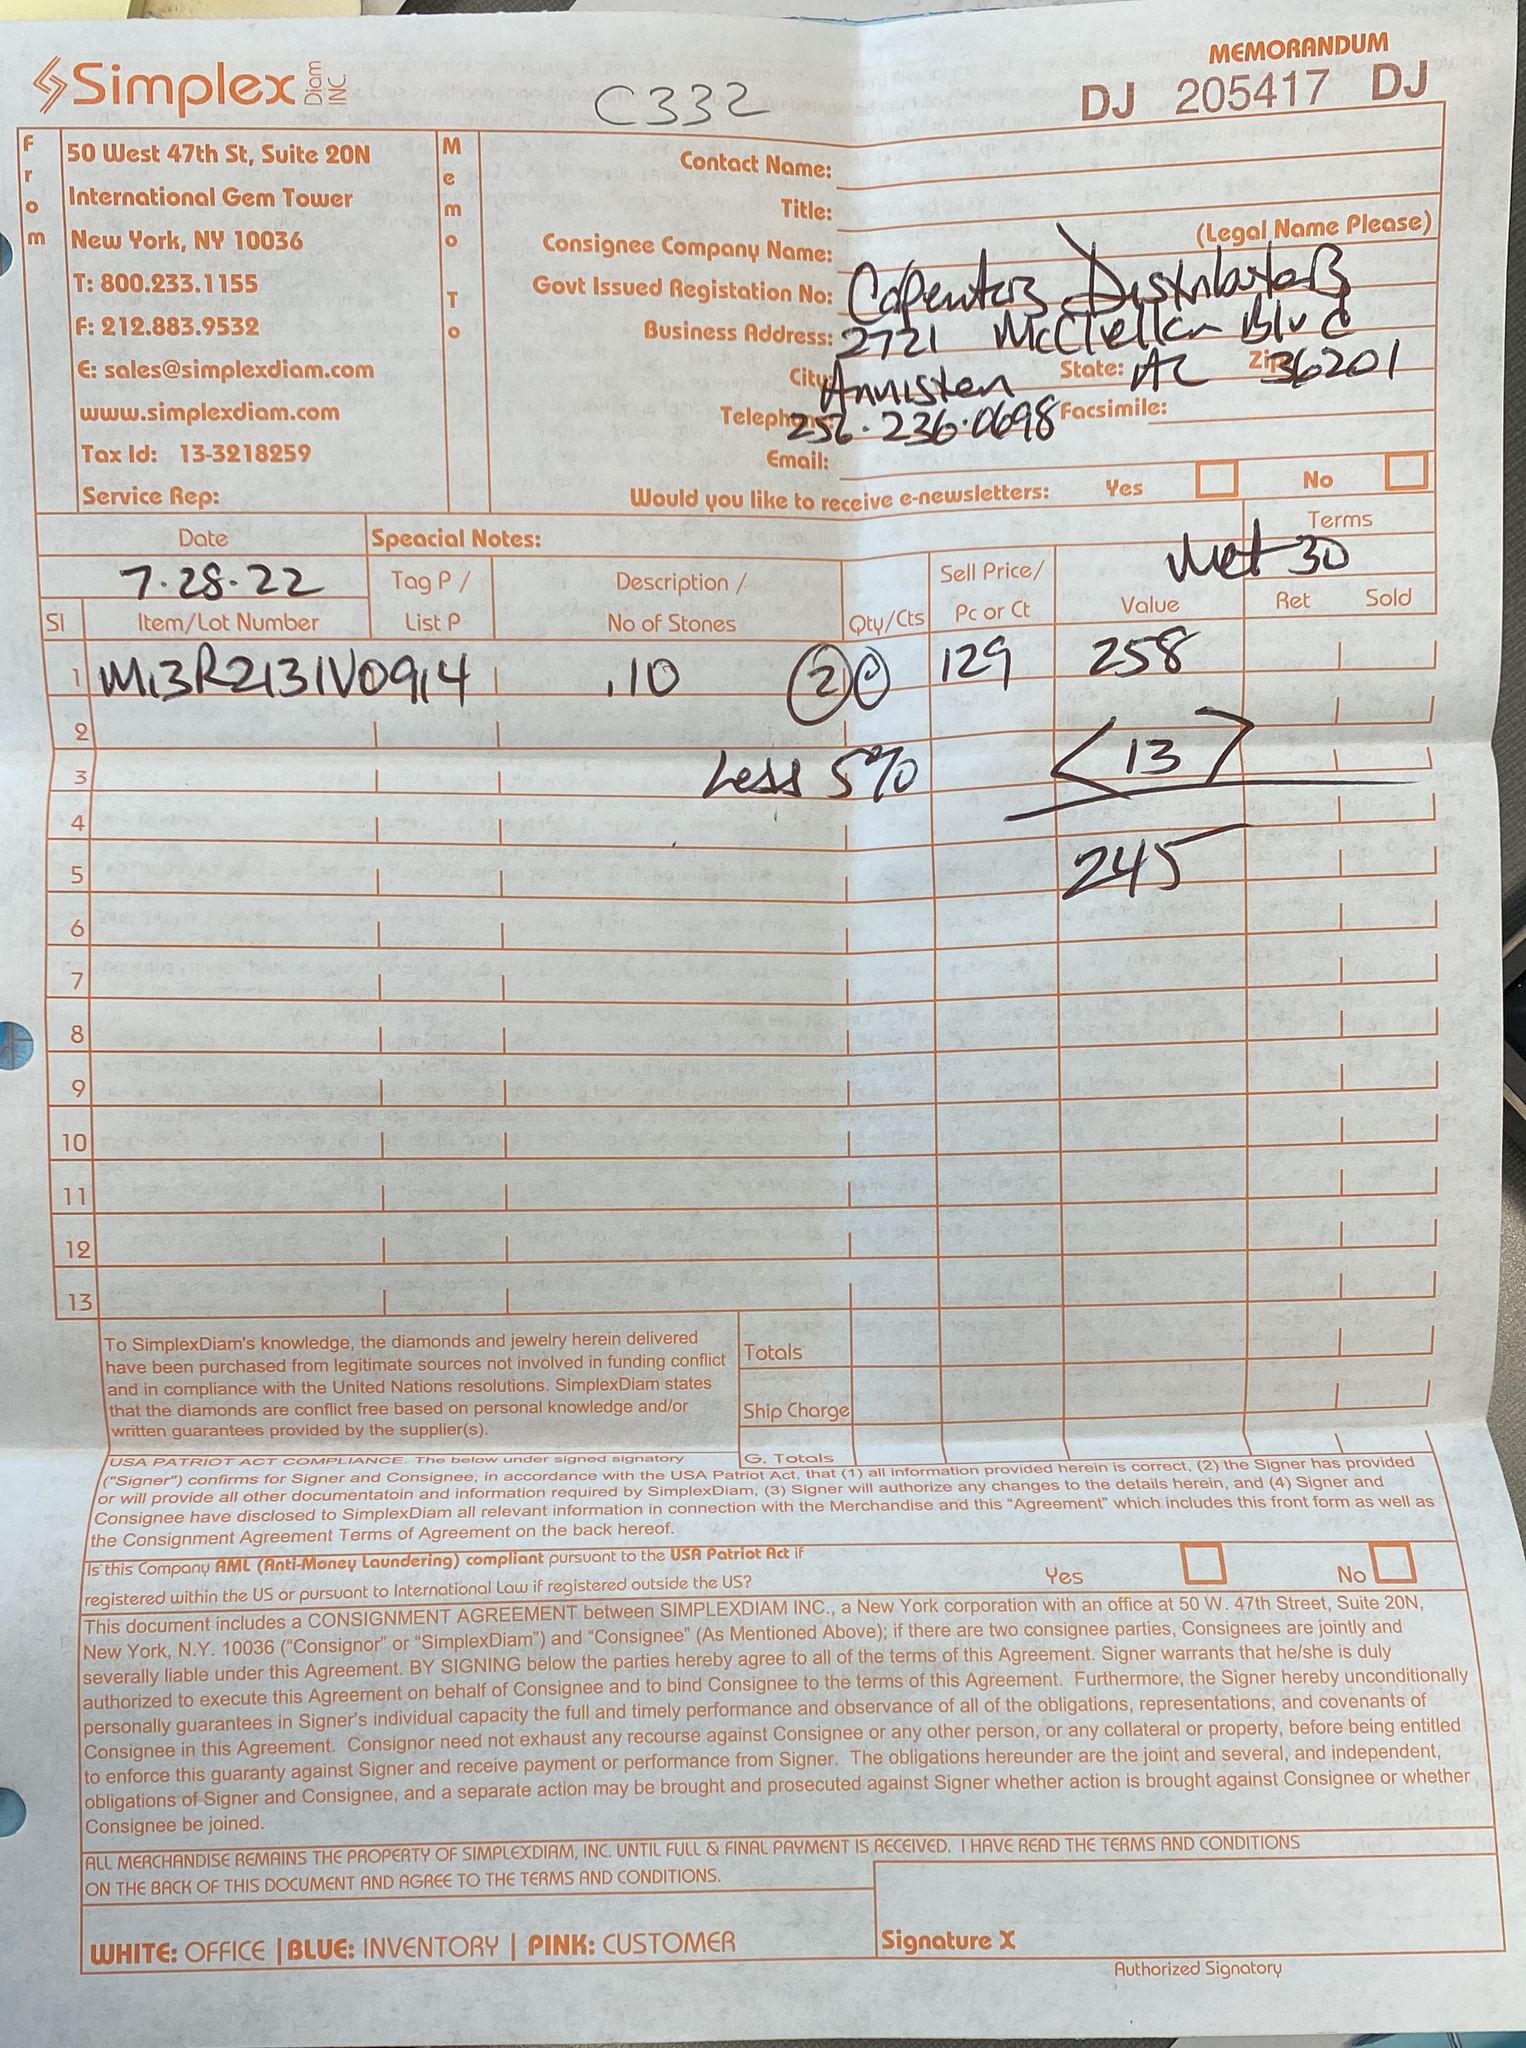 Simplex Diam INC.
C332
MEMORANDUM
DJ 205417 DJ
From
50 West 47th St, Suite 20N
International Gem Tower
New York, NY 10036
T: 800.233.1155
F: 212.883.9532
E: sales@simplexdiam.com
www.simplexdiam.com
Tax Id: 13-3218259
Service Rep:
Memo To
Contact Name:
Title:
(Legal Name Please)
Consignee Company Name:
Govt Issued Registation No: Capenters Distributors
Business Address: 2721 McClellan Blvd
City: Anniston State: AL Zip: 36201
Telephone: 256.236.0698 Facsimile:
Email:
Would you like to receive e-newsletters: Yes No
Date Speacial Notes: Terms
7.28.22 Net 30
Sl Item/Lot Number Tag P / List P Description / No of Stones Qty/Cts Sell Price/ Pc or Ct Value Ret Sold
1 M13R2131V0914 .10 2 129 258
2
3 Less 5% <13>
4
5 245
6
7
8
9
10
11
12
13
To SimplexDiam's knowledge, the diamonds and jewelry herein delivered
have been purchased from legitimate sources not involved in funding conflict
and in compliance with the United Nations resolutions. SimplexDiam states
that the diamonds are conflict free based on personal knowledge and/or
written guarantees provided by the supplier(s).
Totals
Ship Charge
G. Totals
USA PATRIOT ACT COMPLIANCE. The below under signed signatory
("Signer") confirms for Signer and Consignee, in accordance with the USA Patriot Act, that (1) all information provided herein is correct, (2) the Signer has provided
or will provide all other documentatoin and information required by SimplexDiam, (3) Signer will authorize any changes to the details herein, and (4) Signer and
Consignee have disclosed to SimplexDiam all relevant information in connection with the Merchandise and this "Agreement" which includes this front form as well as
the Consignment Agreement Terms of Agreement on the back hereof.
Is this Company AML (Anti-Money Laundering) compliant pursuant to the USA Patriot Act if
registered within the US or pursuant to International Law if registered outside the US? Yes No
This document includes a CONSIGNMENT AGREEMENT between SIMPLEXDIAM INC., a New York corporation with an office at 50 W. 47th Street, Suite 20N,
New York, N.Y. 10036 ("Consignor" or "SimplexDiam") and "Consignee" (As Mentioned Above); if there are two consignee parties, Consignees are jointly and
severally liable under this Agreement. BY SIGNING below the parties hereby agree to all of the terms of this Agreement. Signer warrants that he/she is duly
authorized to execute this Agreement on behalf of Consignee and to bind Consignee to the terms of this Agreement. Furthermore, the Signer hereby unconditionally
personally guarantees in Signer's individual capacity the full and timely performance and observance of all of the obligations, representations, and covenants of
Consignee in this Agreement. Consignor need not exhaust any recourse against Consignee or any other person, or any collateral or property, before being entitled
to enforce this guaranty against Signer and receive payment or performance from Signer. The obligations hereunder are the joint and several, and independent,
obligations of Signer and Consignee, and a separate action may be brought and prosecuted against Signer whether action is brought against Consignee or whether
Consignee be joined.
ALL MERCHANDISE REMAINS THE PROPERTY OF SIMPLEXDIAM, INC. UNTIL FULL & FINAL PAYMENT IS RECEIVED. I HAVE READ THE TERMS AND CONDITIONS
ON THE BACK OF THIS DOCUMENT AND AGREE TO THE TERMS AND CONDITIONS.
WHITE: OFFICE | BLUE: INVENTORY | PINK: CUSTOMER
Signature X
Authorized Signatory